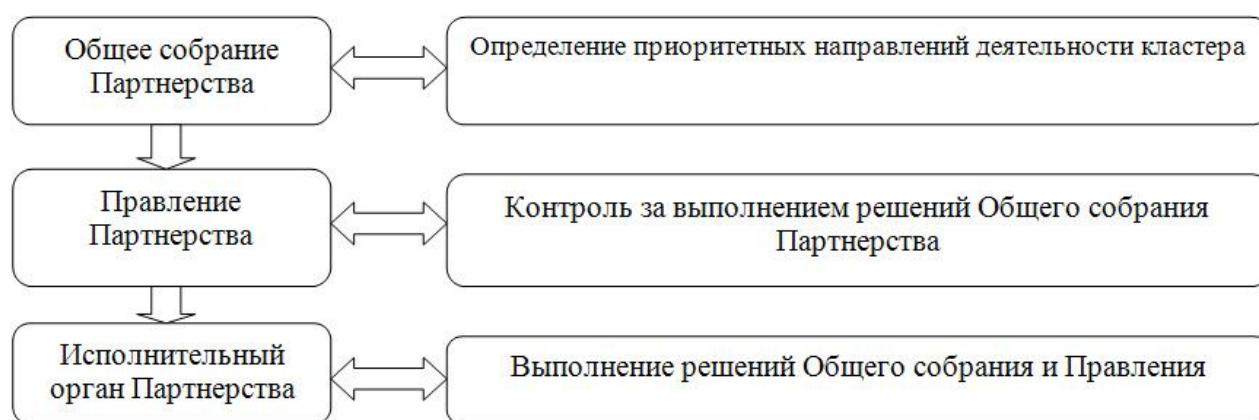 Общее собрание
Партнерства
Определение приоритетных направлений деятельности кластера
Правление
Партнерства
Контроль за выполнением решений Общего собрания
Партнерства
Исполнительный
орган Партнерства
Выполнение решений Общего собрания и Правления